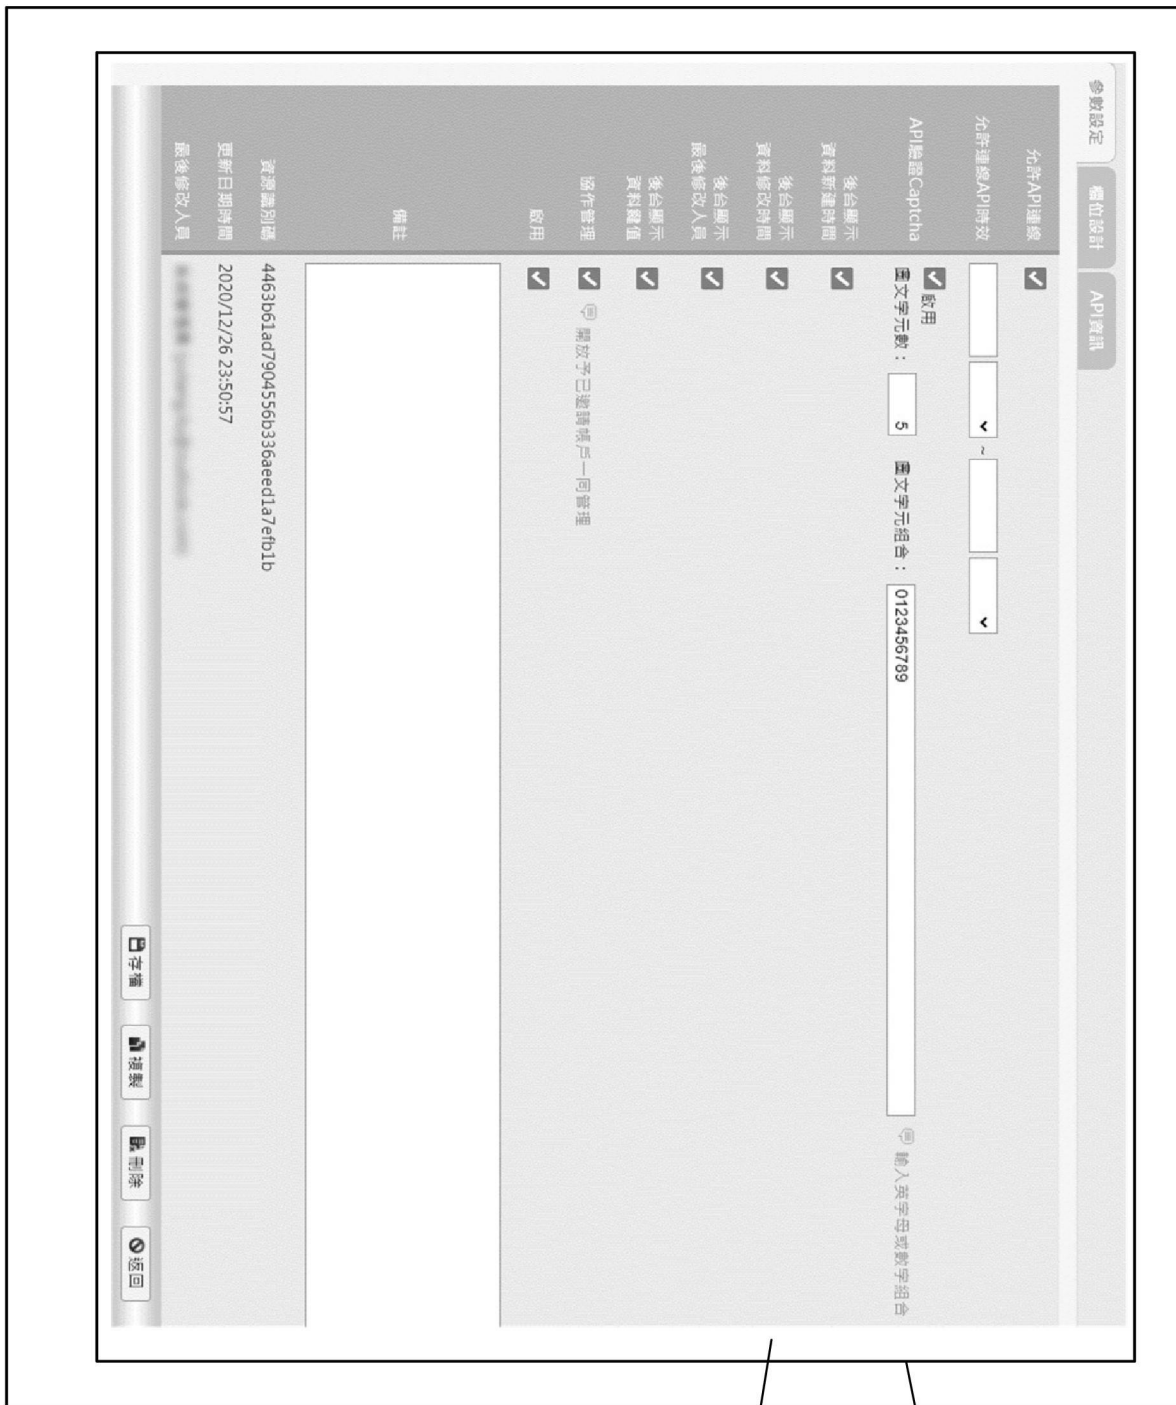 參數設定 欄位設計 API資訊
允許API連線
允許連線API時效 ~
API驗證Captcha 啟用
圖文字元數： 5 圖文字元組合： 0123456789 輸入英字母或數字組合
後台顯示
資料新建時間
後台顯示
資料修改時間
後台顯示
最後修改人員
後台顯示
資料鍵值
協作管理 開放予已邀請帳戶一同管理
啟用
備註
資源識別碼 4463b61ad7904556b336aeed1a7efb1b
更新日期時間 2020/12/26 23:50:57
最後修改人員
存檔 複製 刪除 返回